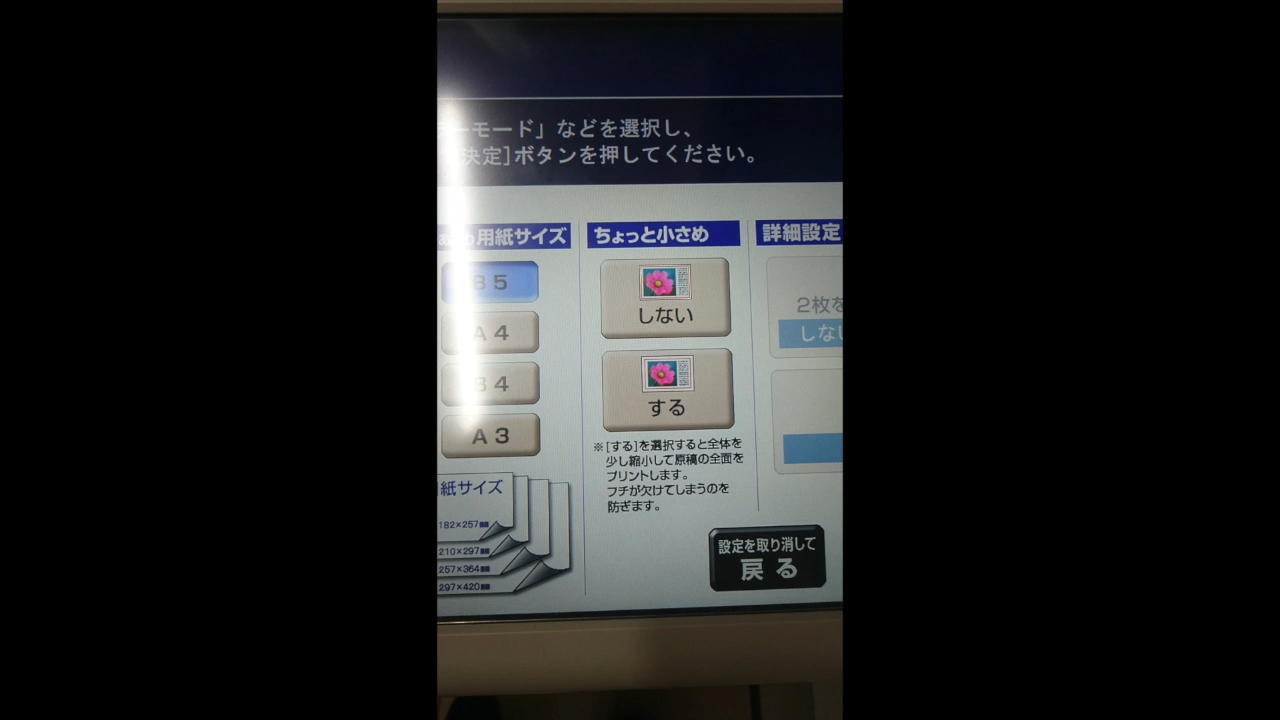 ーモード」などを選択し、
決定]ボタンを押してください。
用紙サイズ
B5
A4
B4
A3
紙サイズ
182×257㎜
210×297㎜
257×364㎜
297×420㎜
ちょっと小さめ
しない
する
※[する]を選択すると全体を
少し縮小して原稿の全面を
プリントします。
フチが欠けてしまうのを
防ぎます。
詳細設定
2枚を
しない
設定を取り消して
戻る